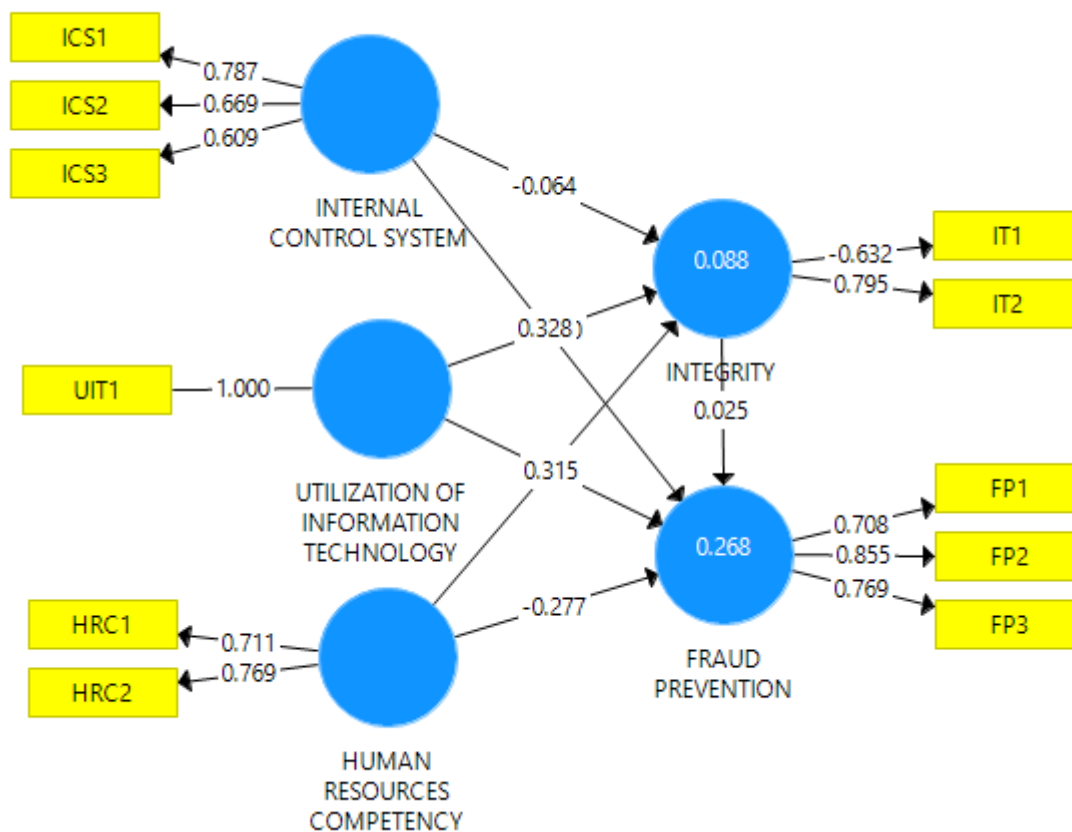 ICS1
0.787
ICS2
0.669
ICS3
0.609
INTERNAL
CONTROL SYSTEM
-0.064
0.088
INTEGRITY
-0.632
IT1
0.795
IT2
UIT1
1.000
0.328)
UTILIZATION OF
INFORMATION
TECHNOLOGY
0.315
0.025
HRC1
0.711
HRC2
0.769
HUMAN
RESOURCES
COMPETENCY
-0.277
0.268
FRAUD
PREVENTION
0.708
FP1
0.855
FP2
0.769
FP3